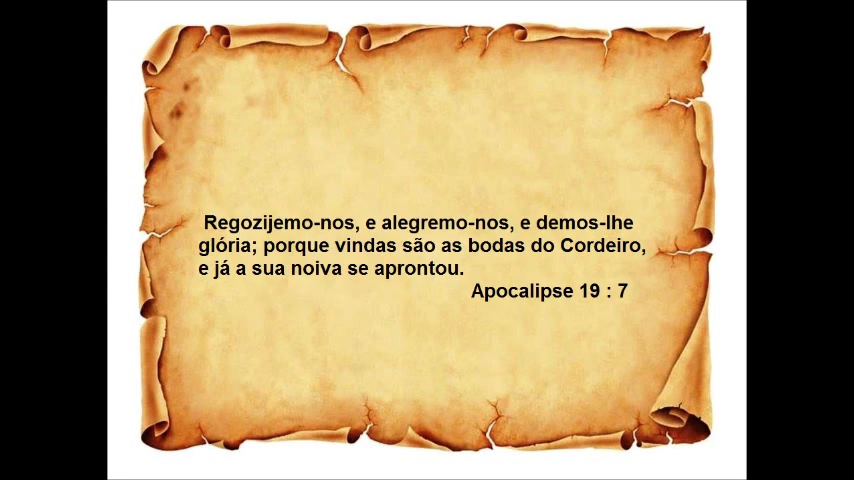 Regozijemo-nos, e alegremo-nos, e demos-lhe
glória; porque vindas são as bodas do Cordeiro,
e já a sua noiva se aprontou.
Apocalipse 19 : 7